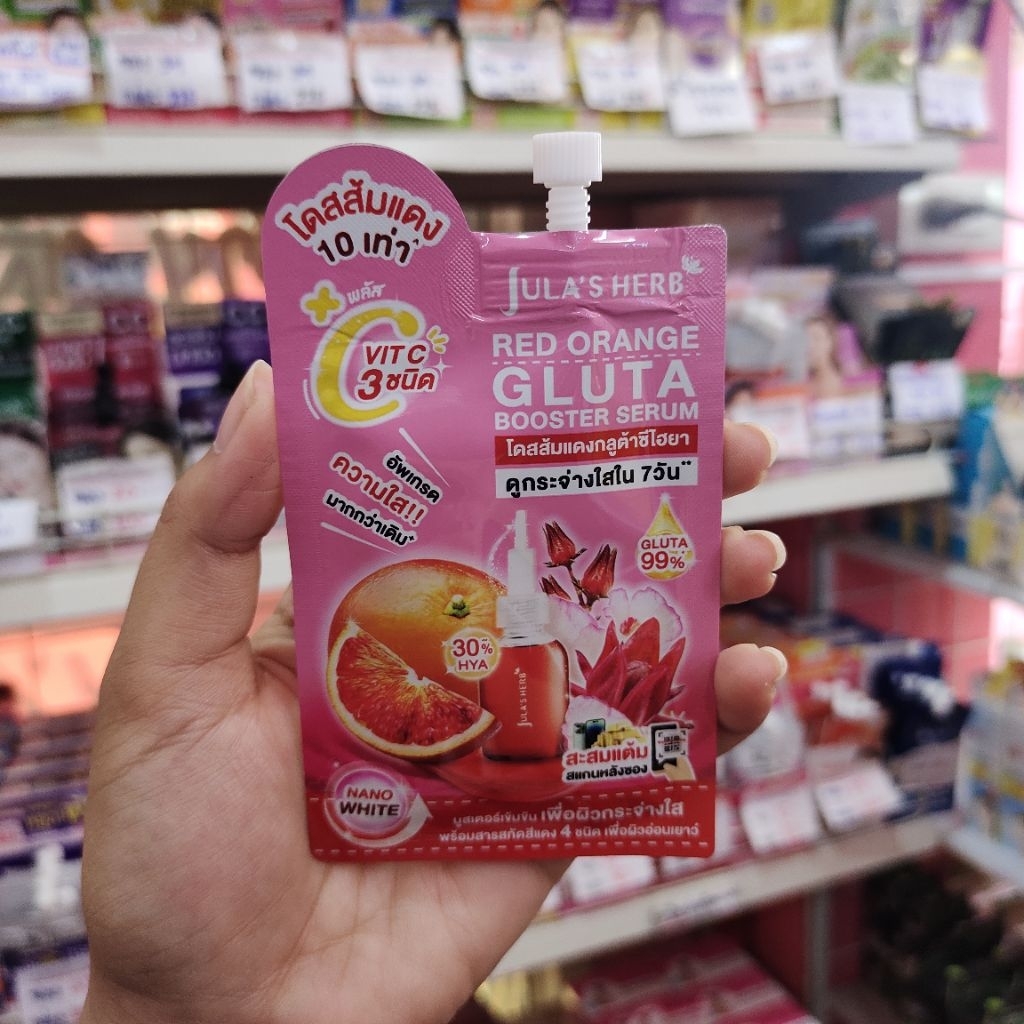 โดสส้มแดง
10 เท่า^
พลัส
C
VIT C
3 ชนิด
JULA'S HERB
RED ORANGE
GLUTA
BOOSTER SERUM
โดสส้มแดงกลูต้าซีไฮยา
ดูกระจ่างใสใน 7วัน**
อัพเกรด
ความใส!!
มากกว่าเดิม+
GLUTA
99%
30%
HYA
JULA'S HERB
สะสมแต้ม
สแกนหลังซอง
NANO
WHITE
บูสเตอร์เข้มข้น เพื่อผิวกระจ่างใส
พร้อมสารสกัดสีแดง 4 ชนิด เพื่อผิวอ่อนเยาว์